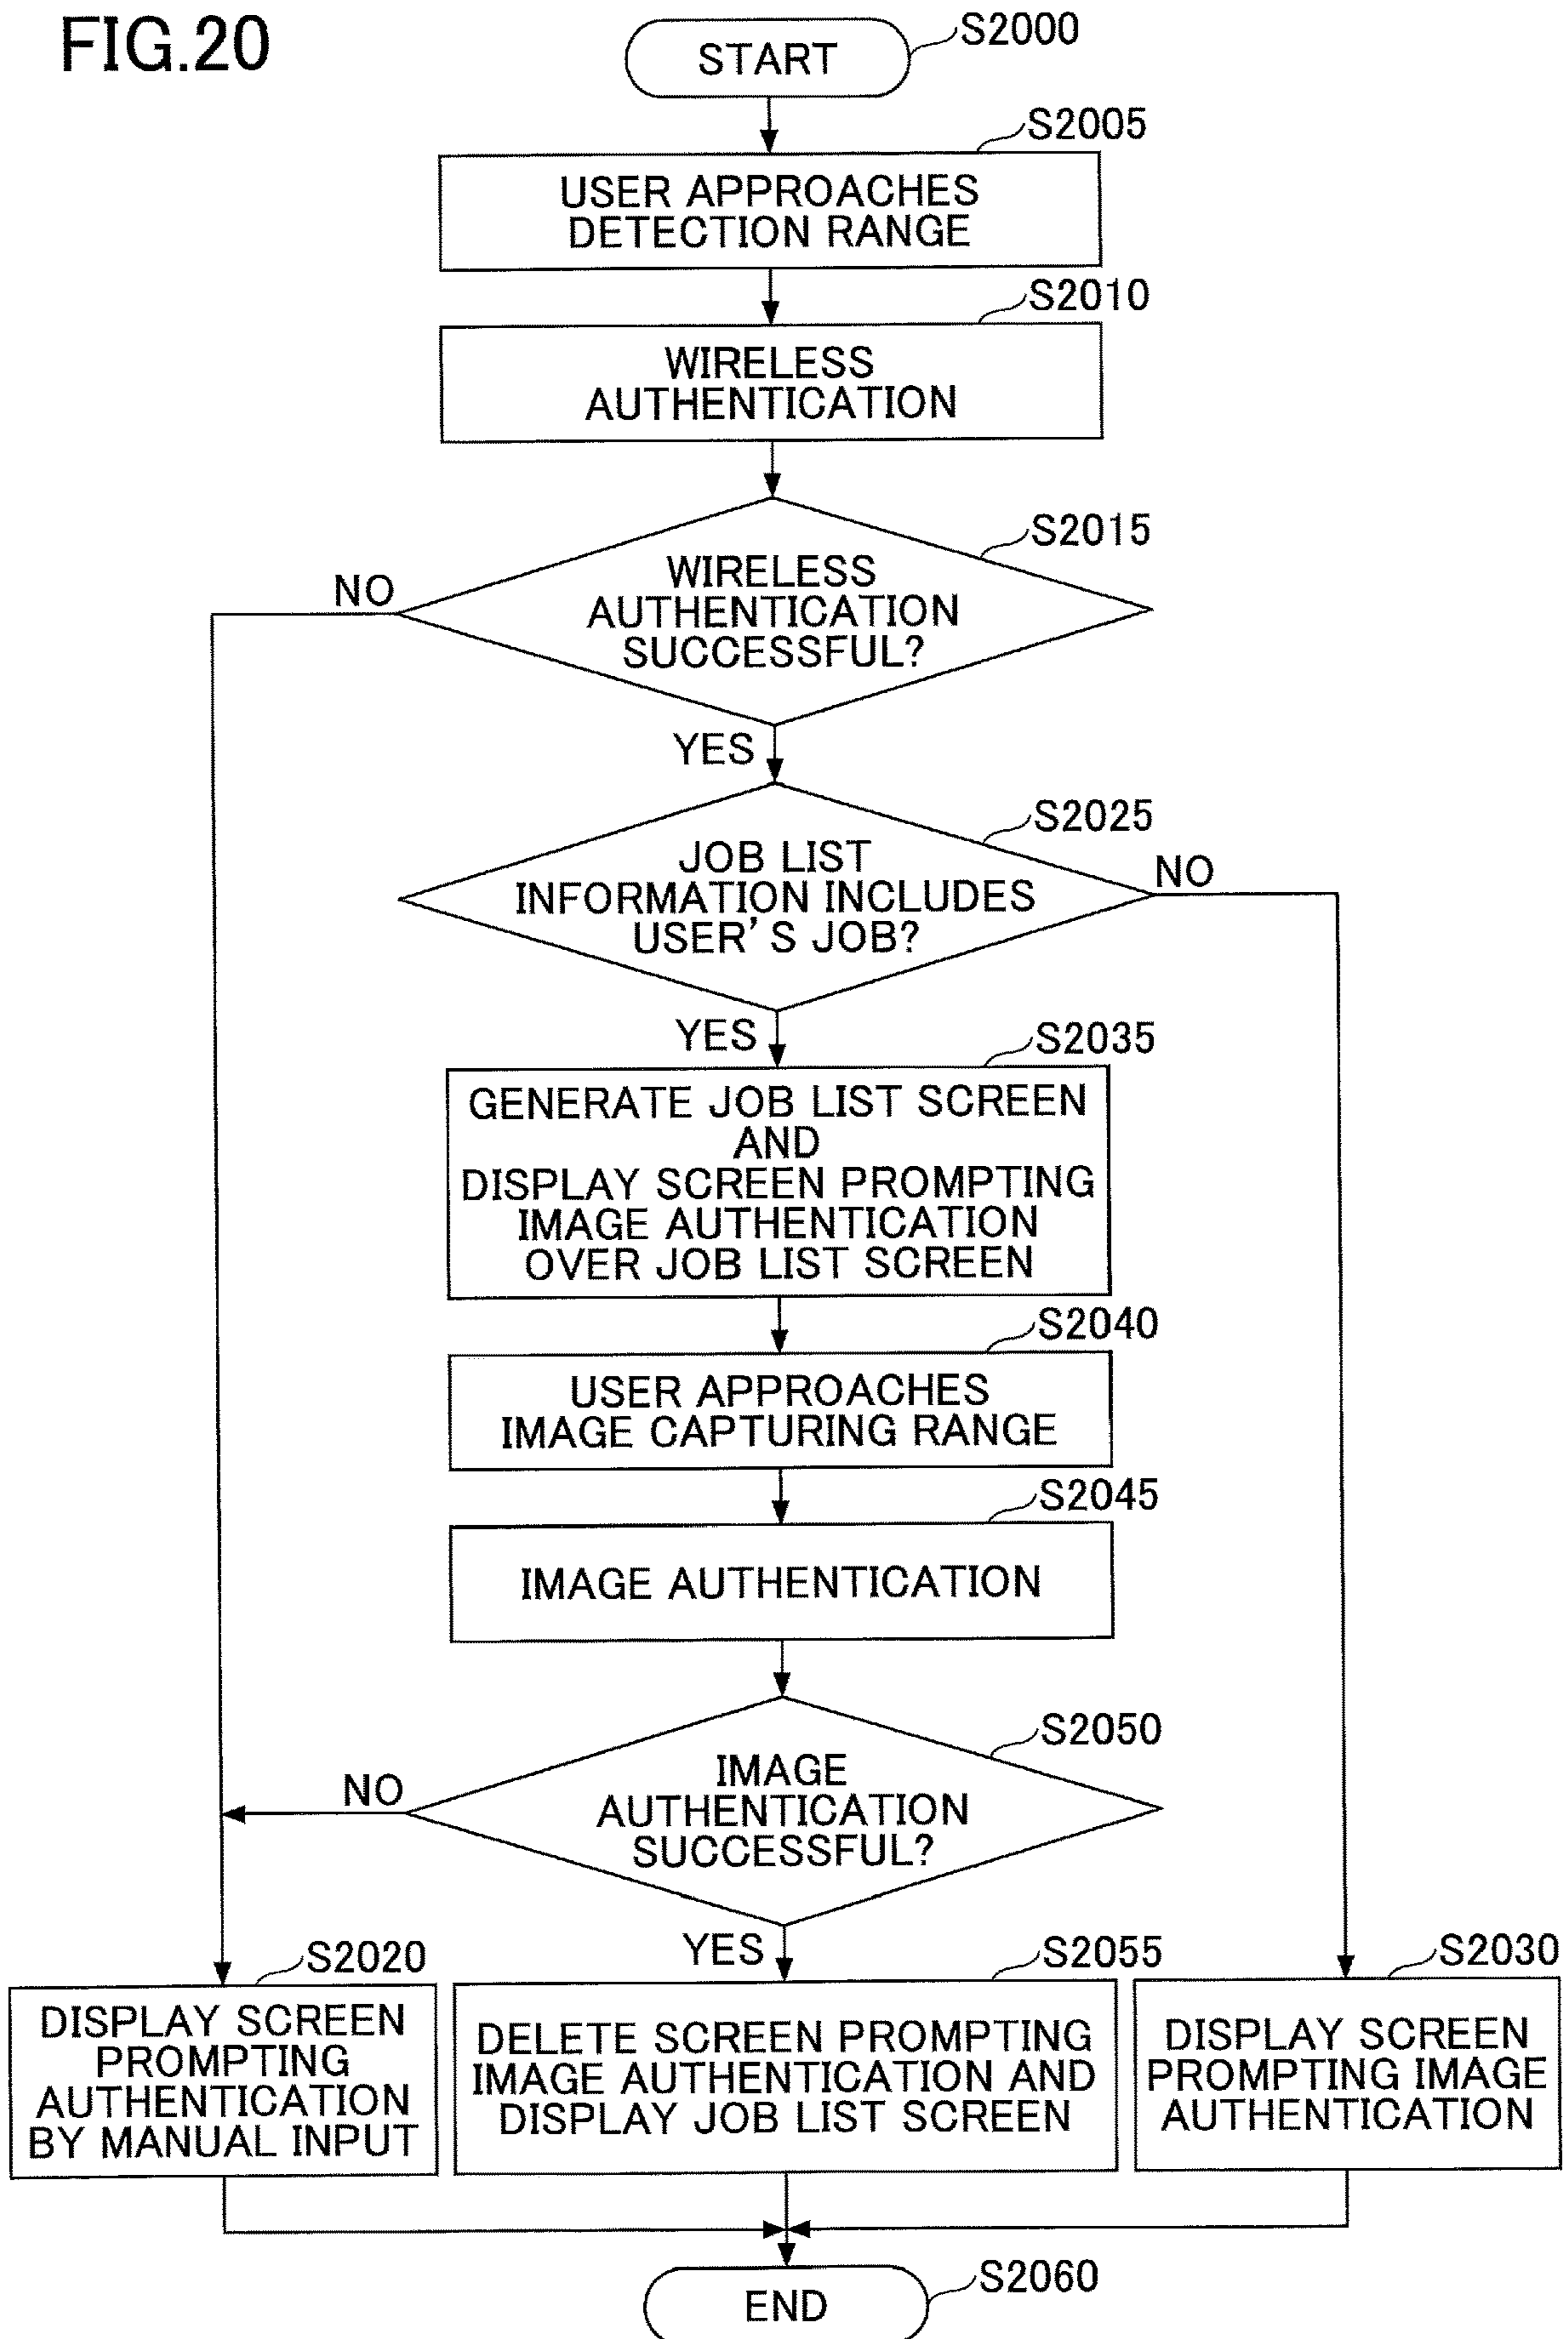 FIG.20
START
S2000
S2005
USER APPROACHES
DETECTION RANGE
S2010
WIRELESS
AUTHENTICATION
S2015
NO
WIRELESS
AUTHENTICATION
SUCCESSFUL?
YES
S2025
NO
JOB LIST
INFORMATION INCLUDES
USER'S JOB?
YES
S2035
GENERATE JOB LIST SCREEN
AND
DISPLAY SCREEN PROMPTING
IMAGE AUTHENTICATION
OVER JOB LIST SCREEN
S2040
USER APPROACHES
IMAGE CAPTURING RANGE
S2045
IMAGE AUTHENTICATION
S2050
NO
IMAGE
AUTHENTICATION
SUCCESSFUL?
YES
S2020
DISPLAY SCREEN
PROMPTING
AUTHENTICATION
BY MANUAL INPUT
S2055
DELETE SCREEN PROMPTING
IMAGE AUTHENTICATION AND
DISPLAY JOB LIST SCREEN
S2030
DISPLAY SCREEN
PROMPTING IMAGE
AUTHENTICATION
S2060
END